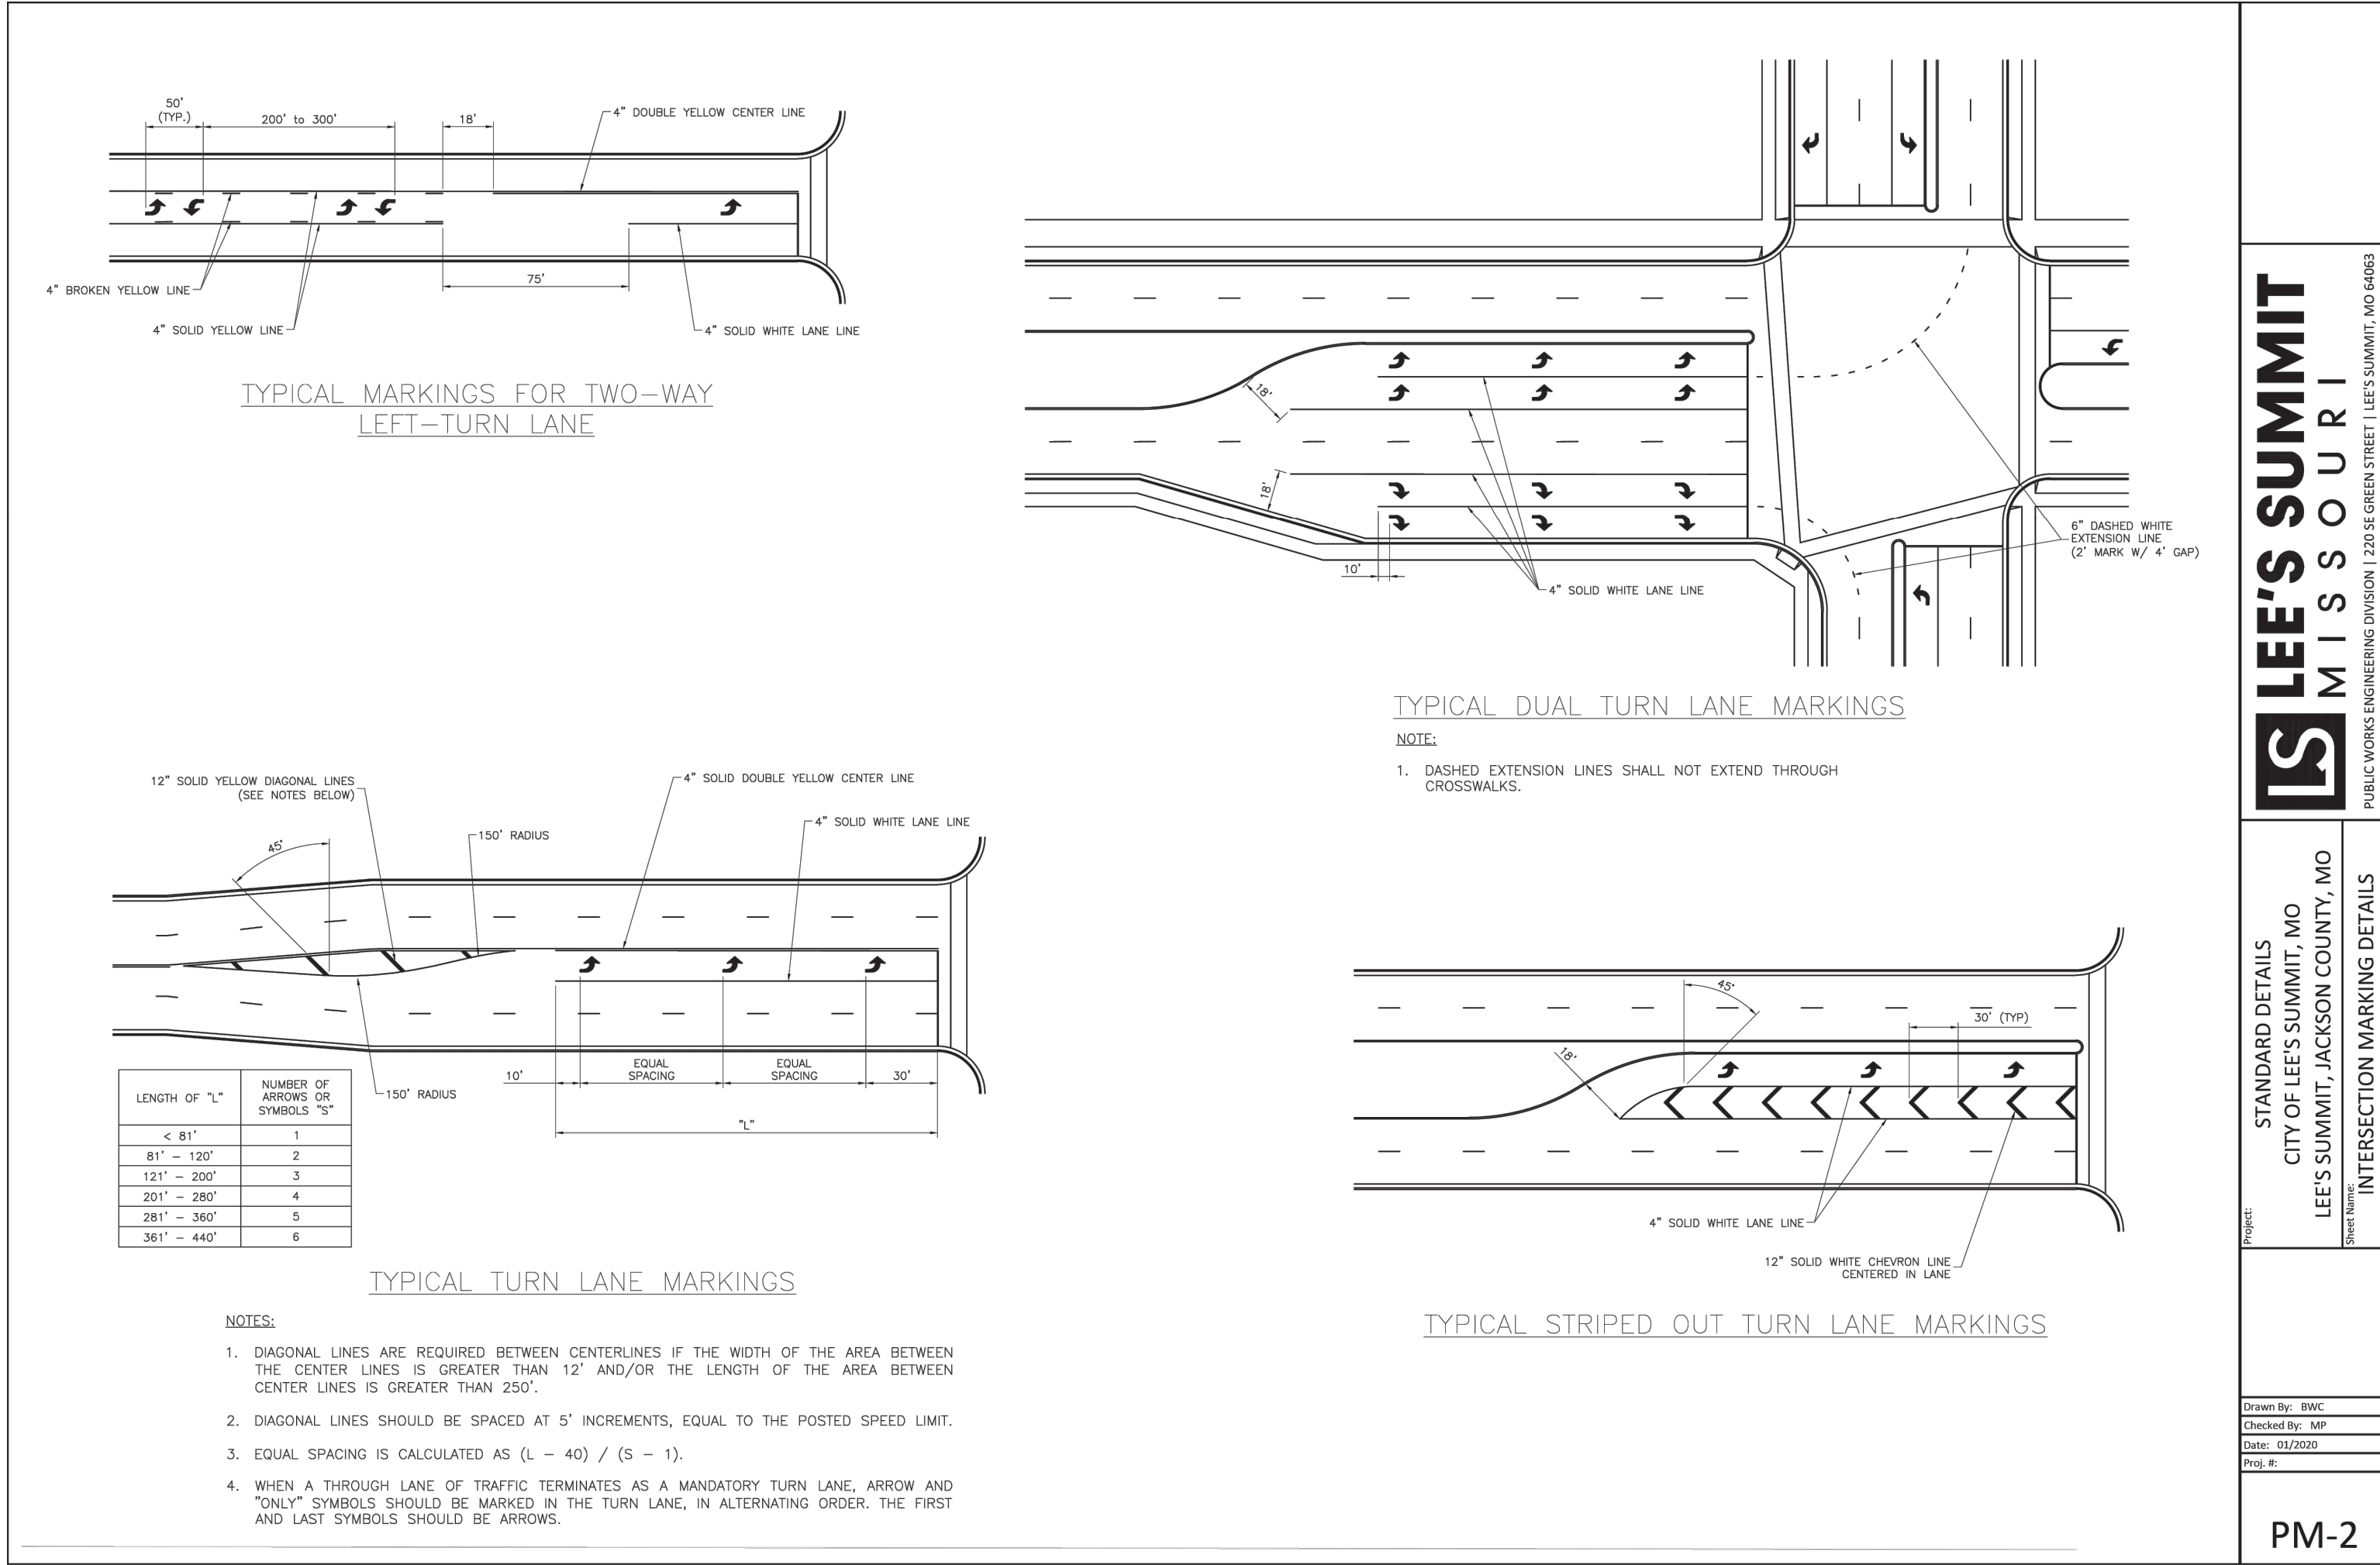 50'
(TYP.)
200' to 300'
18'
4" DOUBLE YELLOW CENTER LINE
75'
4" BROKEN YELLOW LINE
4" SOLID YELLOW LINE
4" SOLID WHITE LANE LINE
TYPICAL MARKINGS FOR TWO-WAY
LEFT-TURN LANE
18'
18'
10'
4" SOLID WHITE LANE LINE
6" DASHED WHITE
EXTENSION LINE
(2' MARK W/ 4' GAP)
TYPICAL DUAL TURN LANE MARKINGS
NOTE:
1. DASHED EXTENSION LINES SHALL NOT EXTEND THROUGH
CROSSWALKS.
12" SOLID YELLOW DIAGONAL LINES
(SEE NOTES BELOW)
4" SOLID DOUBLE YELLOW CENTER LINE
4" SOLID WHITE LANE LINE
150' RADIUS
45°
10'
EQUAL
SPACING
EQUAL
SPACING
30'
150' RADIUS
"L"
LENGTH OF "L"
NUMBER OF
ARROWS OR
SYMBOLS "S"
< 81' 1
81' – 120' 2
121' – 200' 3
201' – 280' 4
281' – 360' 5
361' – 440' 6
TYPICAL TURN LANE MARKINGS
NOTES:
1. DIAGONAL LINES ARE REQUIRED BETWEEN CENTERLINES IF THE WIDTH OF THE AREA BETWEEN
THE CENTER LINES IS GREATER THAN 12' AND/OR THE LENGTH OF THE AREA BETWEEN
CENTER LINES IS GREATER THAN 250'.
2. DIAGONAL LINES SHOULD BE SPACED AT 5' INCREMENTS, EQUAL TO THE POSTED SPEED LIMIT.
3. EQUAL SPACING IS CALCULATED AS (L – 40) / (S – 1).
4. WHEN A THROUGH LANE OF TRAFFIC TERMINATES AS A MANDATORY TURN LANE, ARROW AND
"ONLY" SYMBOLS SHOULD BE MARKED IN THE TURN LANE, IN ALTERNATING ORDER. THE FIRST
AND LAST SYMBOLS SHOULD BE ARROWS.
45°
30' (TYP)
18'
4" SOLID WHITE LANE LINE
12" SOLID WHITE CHEVRON LINE
CENTERED IN LANE
TYPICAL STRIPED OUT TURN LANE MARKINGS
LS
LEE'S SUMMIT
MISSOURI
PUBLIC WORKS ENGINEERING DIVISION | 220 SE GREEN STREET | LEE'S SUMMIT, MO 64063
Project:
STANDARD DETAILS
CITY OF LEE'S SUMMIT, MO
LEE'S SUMMIT, JACKSON COUNTY, MO
Sheet Name:
INTERSECTION MARKING DETAILS
Drawn By: BWC
Checked By: MP
Date: 01/2020
Proj. #:
PM-2